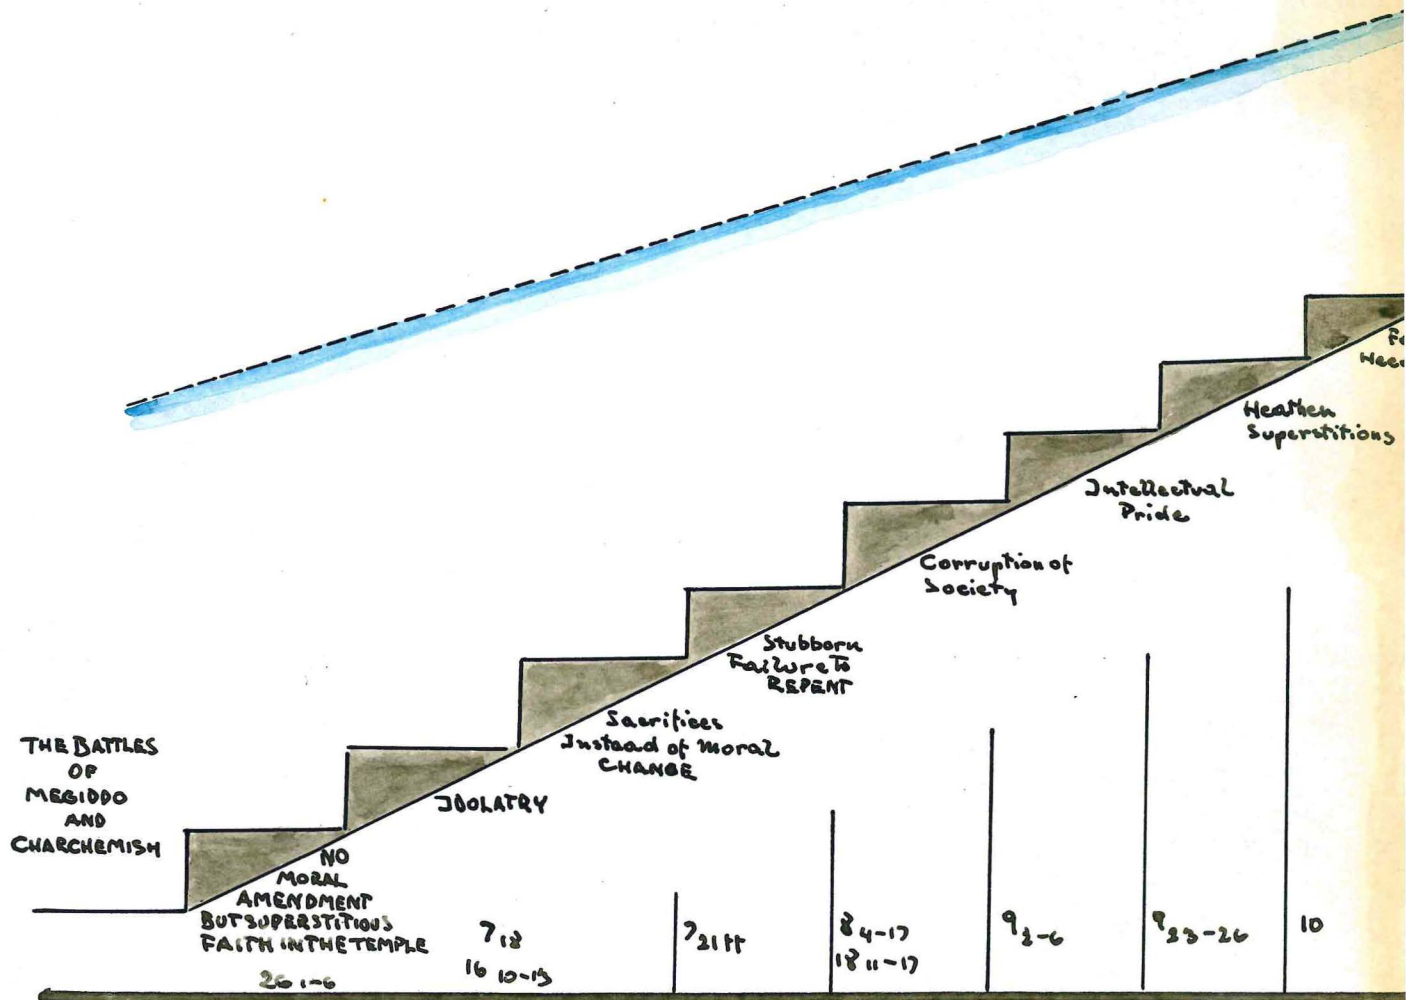 THE BATTLES
OF
MEGIDDO
AND
CHARCHEMISH
NO
MORAL
AMENDMENT
BUT SUPERSTITIOUS
FAITH IN THE TEMPLE
26 1-6
IDOLATRY
7 18
16 10-13
Sacrifices
Instead of Moral
CHANGE
7 21 ff
Stubborn
Failure To
REPENT
8 4-17
18 11-17
Corruption of
Society
9 2-6
Intellectual
Pride
9 23-26
Heathen
Superstitions
10